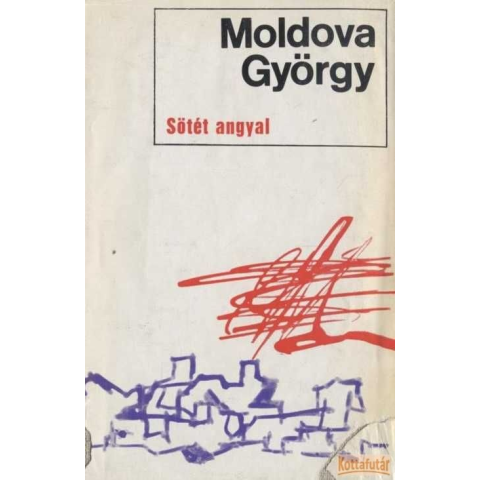 Moldova
György
Sötét angyal
Kottafutár